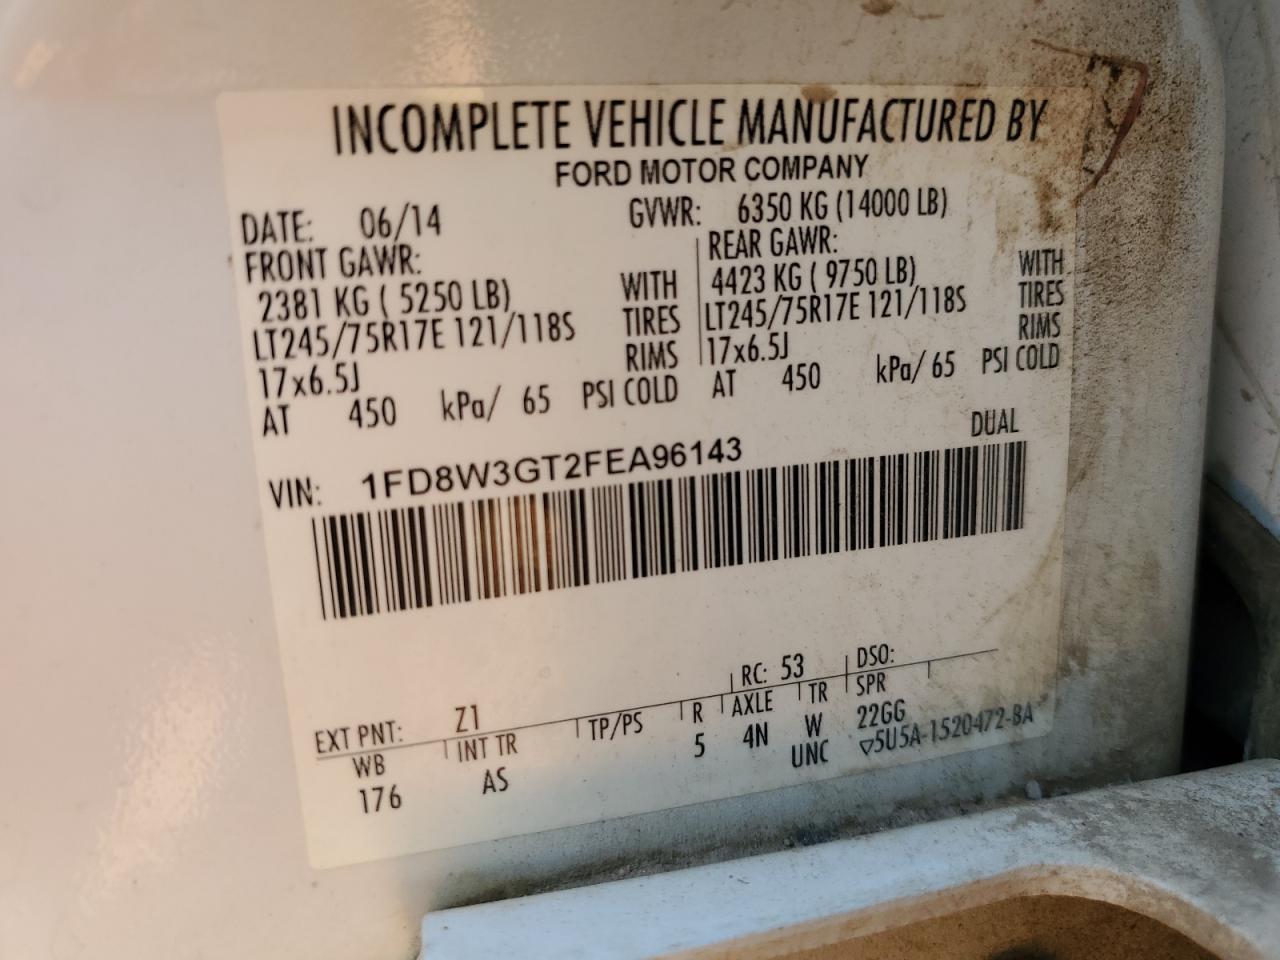 INCOMPLETE VEHICLE MANUFACTURED BY
FORD MOTOR COMPANY
DATE: 06/14 GVWR: 6350 KG (14000 LB)
FRONT GAWR: REAR GAWR:
2381 KG ( 5250 LB) WITH 4423 KG ( 9750 LB) WITH
LT245/75R17E 121/118S TIRES LT245/75R17E 121/118S TIRES
17x6.5J RIMS 17x6.5J RIMS
AT 450 kPa/ 65 PSI COLD AT 450 kPa/ 65 PSI COLD
DUAL
VIN: 1FD8W3GT2FEA96143
EXT PNT: Z1 RC: 53 DSO:
WB INT TR TP/PS R AXLE TR SPR
176 AS 5 4N W 22GG
UNC ▽5U5A-1520472-BA